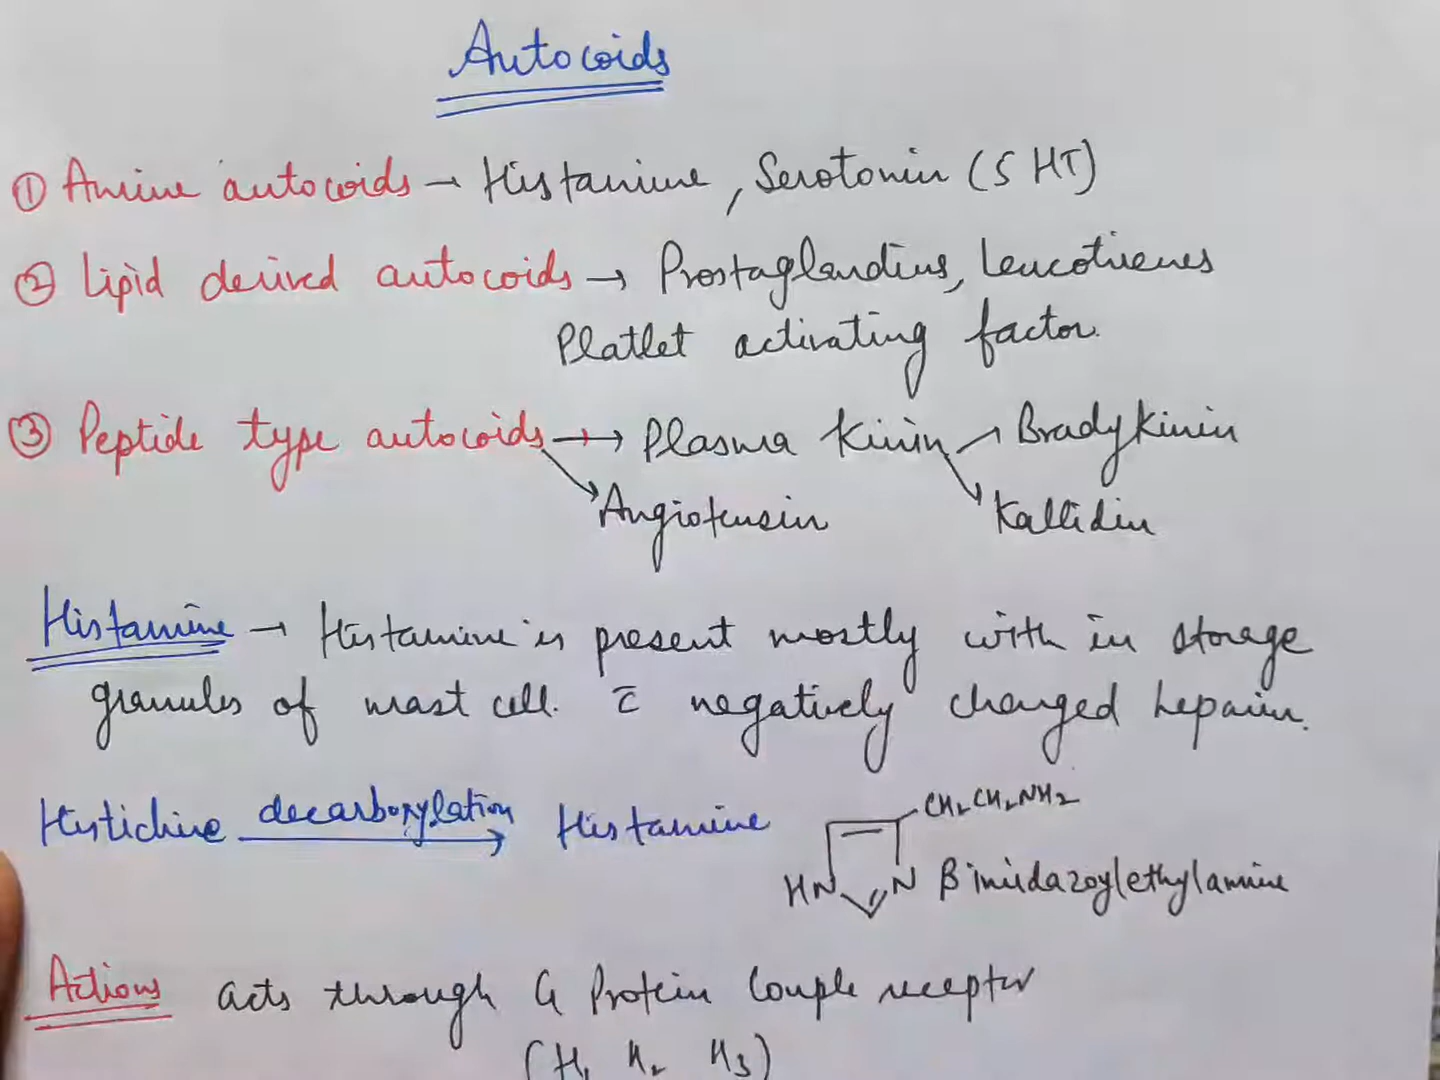 Autocoids
① Amine autocoids → Histamine, Serotonin (5 HT)
② Lipid derived autocoids → Prostaglandins, Leucotrienes
Platlet activating factor.
③ Peptide type autocoids → → Plasma Kinin → Bradykinin
Angiotensin Kallidin
Histamine → Histamine is present mostly with in storage
granules of mast cell. c̄ negatively charged heparin.
Histidine decarboxylation Histamine
CH2CH2NH2
HN N β imidazoylethylamine
Actions acts through G Protein Couple receptor
(H1 H2 H3)